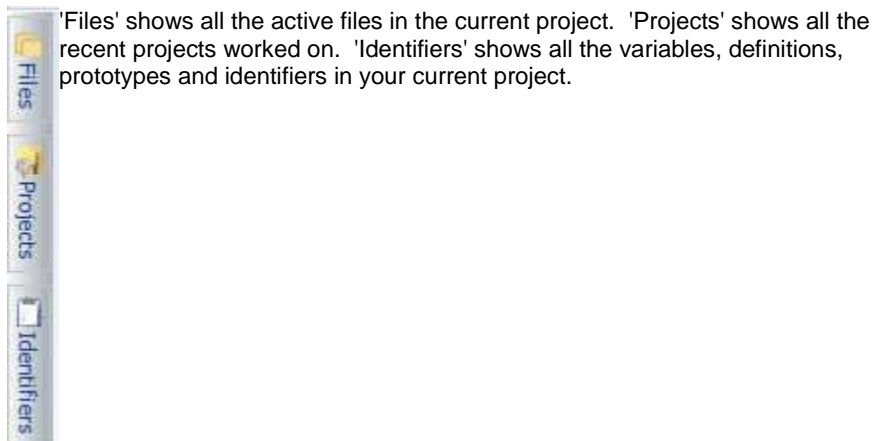 'Files' shows all the active files in the current project.  'Projects' shows all the
recent projects worked on.  'Identifiers' shows all the variables, definitions,
prototypes and identifiers in your current project.
Files
Projects
Identifiers